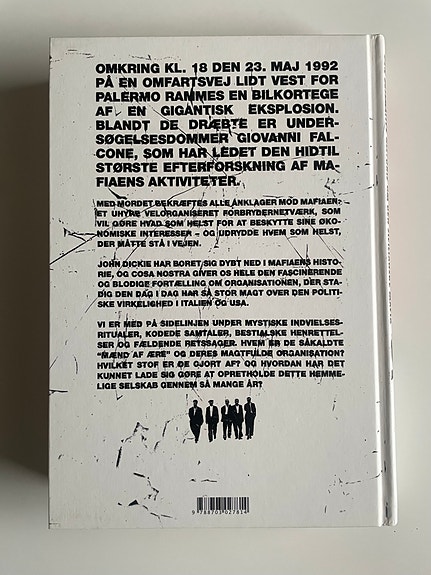 OMKRING KL. 18 DEN 23. MAJ 1992
PÅ EN OMFARTSVEJ LIDT VEST FOR
PALERMO RAMMES EN BILKORTEGE
AF EN GIGANTISK EKSPLOSION.
BLANDT DE DRÆBTE ER UNDER-
SØGELSESDOMMER GIOVANNI FAL-
CONE, SOM HAR LEDET DEN HIDTIL
STØRSTE EFTERFORSKNING AF MA-
FIAENS AKTIVITETER.
MED MORDET BEKRÆFTES ALLE ANKLAGER MOD MAFIAEN:
ET UHYRE VELORGANISERET FORBRYDERNETVÆRK, SOM
VIL GØRE HVAD SOM HELST FOR AT BESKYTTE SINE ØKO-
NOMISKE INTERESSER – OG UDRYDDE HVEM SOM HELST,
DER MÅTTE STÅ I VEJEN.
JOHN DICKIE HAR BORET SIG DYBT NED I MAFIAENS HISTO-
RIE, OG COSA NOSTRA GIVER OS HELE DEN FASCINERENDE
OG BLODIGE FORTÆLLING OM ORGANISATIONEN, DER STA-
DIG DEN DAG I DAG HAR SÅ STOR MAGT OVER DEN POLITI-
SKE VIRKELIGHED I ITALIEN OG USA.
VI ER MED PÅ SIDELINJEN UNDER MYSTISKE INDVIELSES-
RITUALER, KODEDE SAMTALER, BESTIALSKE HENRETTEL-
SER OG FÆLDENDE RETSSAGER. HVEM ER DE SÅKALDTE
"MÆND AF ÆRE" OG DERES MAGTFULDE ORGANISATION?
HVILKET STOF ER DE GJORT AF? OG HVORDAN HAR DET
KUNNET LADE SIG GØRE AT OPRETHOLDE DETTE HEMME-
LIGE SELSKAB GENNEM SÅ MANGE ÅR?
9 788703 027814